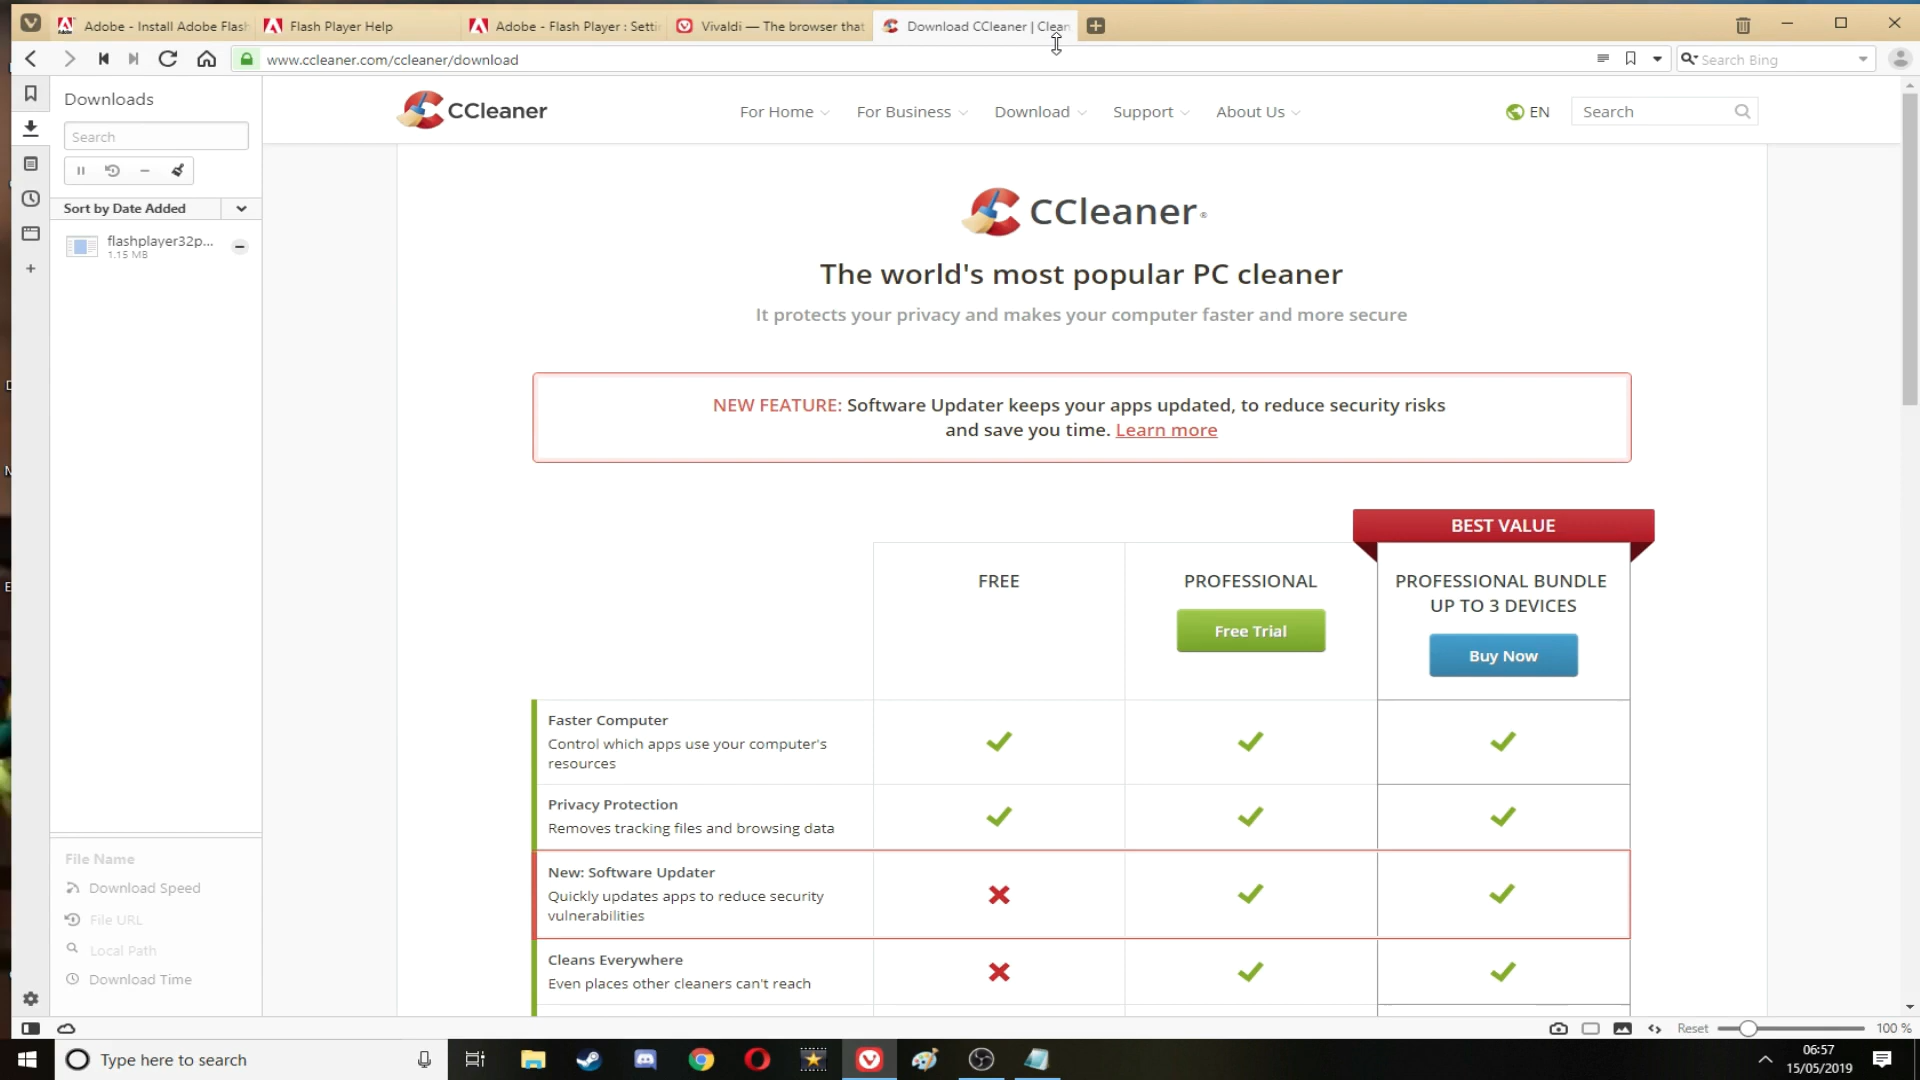 Adobe - Install Adobe Flash
Flash Player Help
Adobe - Flash Player : Settin
Vivaldi — The browser that
Download CCleaner | Clean
www.ccleaner.com/ccleaner/download
Search Bing
Downloads
Search
Sort by Date Added
flashplayer32p...
1.15 MB
File Name
Download Speed
File URL
Local Path
Download Time
CCleaner
For Home
For Business
Download
Support
About Us
EN
Search
CCleaner®
The world's most popular PC cleaner
It protects your privacy and makes your computer faster and more secure
NEW FEATURE: Software Updater keeps your apps updated, to reduce security risks
and save you time. Learn more
BEST VALUE
FREE
PROFESSIONAL
PROFESSIONAL BUNDLE
UP TO 3 DEVICES
Free Trial
Buy Now
Faster Computer
Control which apps use your computer's
resources
Privacy Protection
Removes tracking files and browsing data
New: Software Updater
Quickly updates apps to reduce security
vulnerabilities
Cleans Everywhere
Even places other cleaners can't reach
Reset
100 %
Type here to search
06:57
15/05/2019